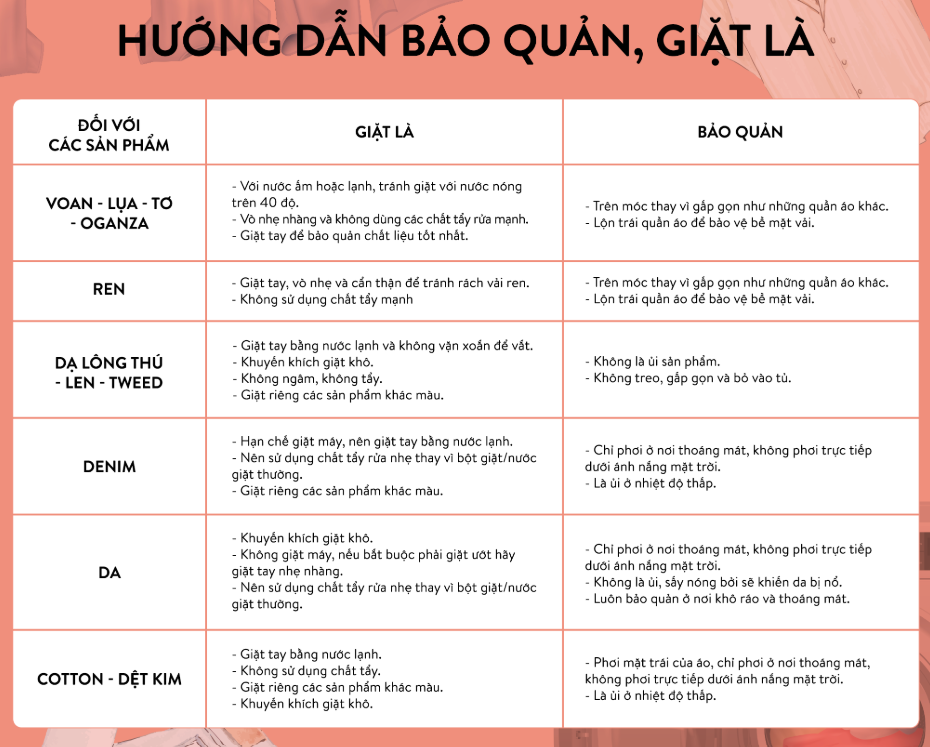 HƯỚNG DẪN BẢO QUẢN, GIẶT LÀ
ĐỐI VỚI
CÁC SẢN PHẨM
GIẶT LÀ
BẢO QUẢN
VOAN - LỤA - TƠ
- OGANZA
- Với nước ấm hoặc lạnh, tránh giặt với nước nóng
trên 40 độ.
- Vò nhẹ nhàng và không dùng các chất tẩy rửa mạnh.
- Giặt tay để bảo quản chất liệu tốt nhất.
- Trên móc thay vì gấp gọn như những quần áo khác.
- Lộn trái quần áo để bảo vệ bề mặt vải.
REN
- Giặt tay, vò nhẹ và cẩn thận để tránh rách vải ren.
- Không sử dụng chất tẩy mạnh
- Trên móc thay vì gấp gọn như những quần áo khác.
- Lộn trái quần áo để bảo vệ bề mặt vải.
DẠ LÔNG THÚ
- LEN - TWEED
- Giặt tay bằng nước lạnh và không vặn xoắn để vắt.
- Khuyến khích giặt khô.
- Không ngâm, không tẩy.
- Giặt riêng các sản phẩm khác màu.
- Không là ủi sản phẩm.
- Không treo, gấp gọn và bỏ vào tủ.
DENIM
- Hạn chế giặt máy, nên giặt tay bằng nước lạnh.
- Nên sử dụng chất tẩy rửa nhẹ thay vì bột giặt/nước
giặt thường.
- Giặt riêng các sản phẩm khác màu.
- Chỉ phơi ở nơi thoáng mát, không phơi trực tiếp
dưới ánh nắng mặt trời.
- Là ủi ở nhiệt độ thấp.
DA
- Khuyến khích giặt khô.
- Không giặt máy, nếu bắt buộc phải giặt ướt hãy
giặt tay nhẹ nhàng.
- Nên sử dụng chất tẩy rửa nhẹ thay vì bột giặt/nước
giặt thường.
- Chỉ phơi ở nơi thoáng mát, không phơi trực tiếp
dưới ánh nắng mặt trời.
- Không là ủi, sấy nóng bởi sẽ khiến da bị nổ.
- Luôn bảo quản ở nơi khô ráo và thoáng mát.
COTTON - DỆT KIM
- Giặt tay bằng nước lạnh.
- Không sử dụng chất tẩy.
- Giặt riêng các sản phẩm khác màu.
- Khuyến khích giặt khô.
- Phơi mặt trái của áo, chỉ phơi ở nơi thoáng mát,
không phơi trực tiếp dưới ánh nắng mặt trời.
- Là ủi ở nhiệt độ thấp.